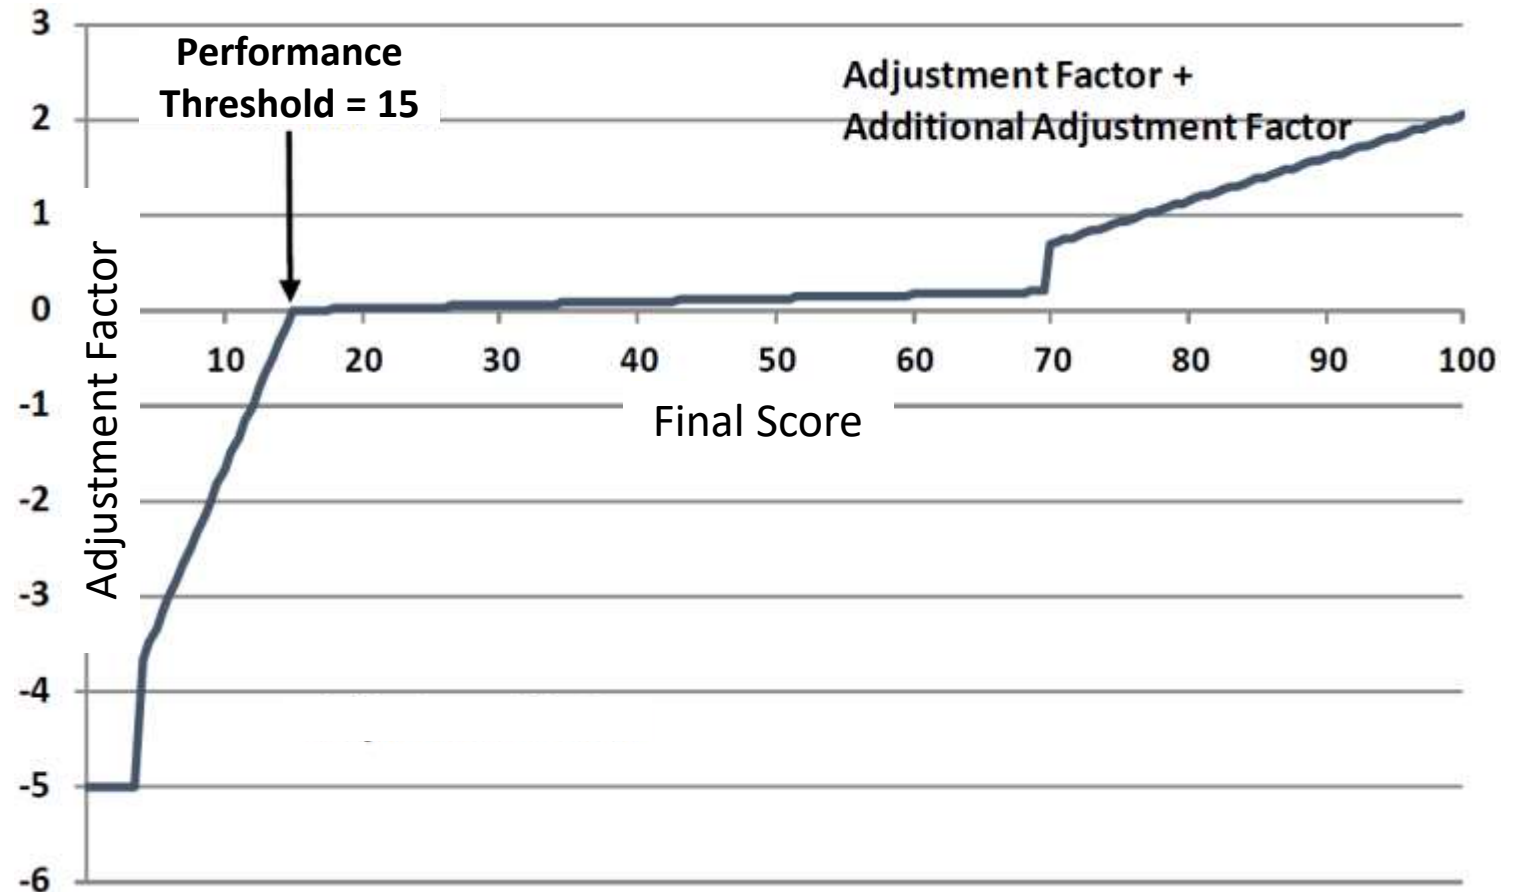 3
Performance
Threshold = 15
Adjustment Factor +
2
Additional Adjustment Factor
1
0
10 20 30 40 50 60 70 80 90 100
Adjustment Factor
-1
Final Score
-2
-3
-4
-5
-6